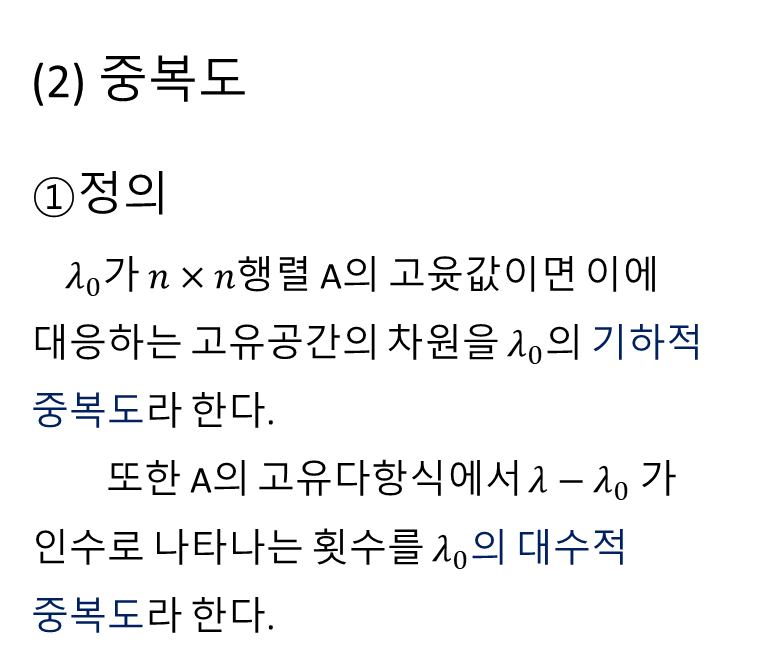 (2) 중복도
①정의
λ₀가 n × n행렬 A의 고윳값이면 이에
대응하는 고유공간의 차원을 λ₀의 기하적
중복도라 한다.
또한 A의 고유다항식에서 λ − λ₀ 가
인수로 나타나는 횟수를 λ₀의 대수적
중복도라 한다.